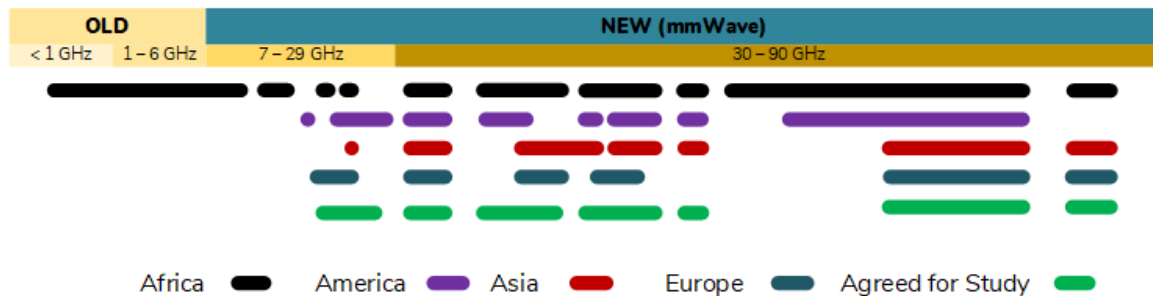 OLD NEW (mmWave)
< 1 GHz 1 – 6 GHz 7 – 29 GHz 30 – 90 GHz
Africa America Asia Europe Agreed for Study